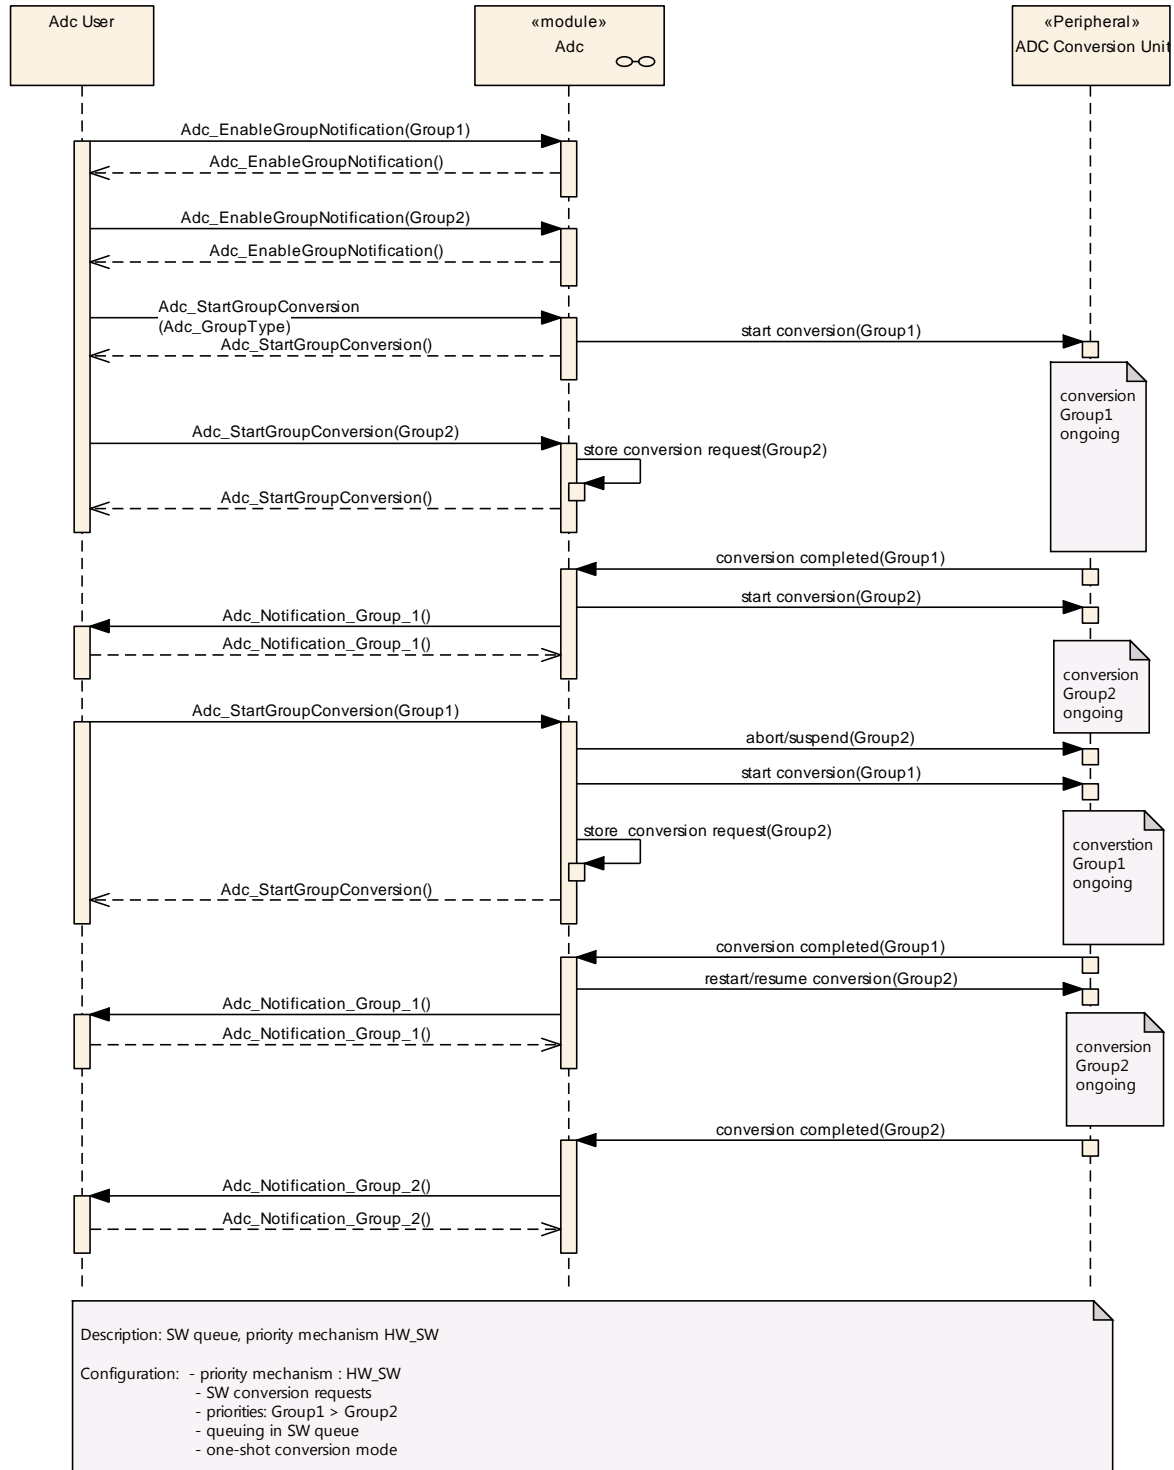 Adc User
«module»
Adc
«Peripheral»
ADC Conversion Unit
Adc_EnableGroupNotification(Group1)
Adc_EnableGroupNotification()
Adc_EnableGroupNotification(Group2)
Adc_EnableGroupNotification()
Adc_StartGroupConversion
(Adc_GroupType)
start conversion(Group1)
Adc_StartGroupConversion()
conversion
Group1
ongoing
Adc_StartGroupConversion(Group2)
store conversion request(Group2)
Adc_StartGroupConversion()
conversion completed(Group1)
start conversion(Group2)
Adc_Notification_Group_1()
Adc_Notification_Group_1()
conversion
Group2
ongoing
Adc_StartGroupConversion(Group1)
abort/suspend(Group2)
start conversion(Group1)
store  conversion request(Group2)
converstion
Group1
ongoing
Adc_StartGroupConversion()
conversion completed(Group1)
restart/resume conversion(Group2)
Adc_Notification_Group_1()
Adc_Notification_Group_1()
conversion
Group2
ongoing
conversion completed(Group2)
Adc_Notification_Group_2()
Adc_Notification_Group_2()
Description: SW queue, priority mechanism HW_SW
Configuration:  - priority mechanism : HW_SW
- SW conversion requests
- priorities: Group1 > Group2
- queuing in SW queue
- one-shot conversion mode